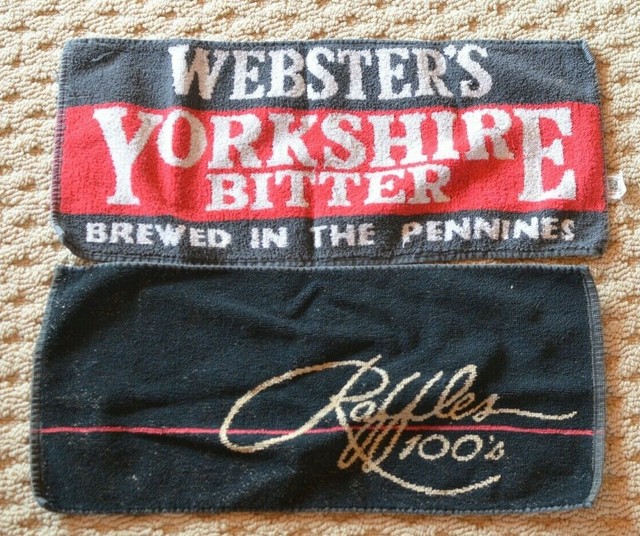 WEBSTER'S
YORKSHIRE
BITTER
BREWED IN THE PENNINES
Raffles
100's